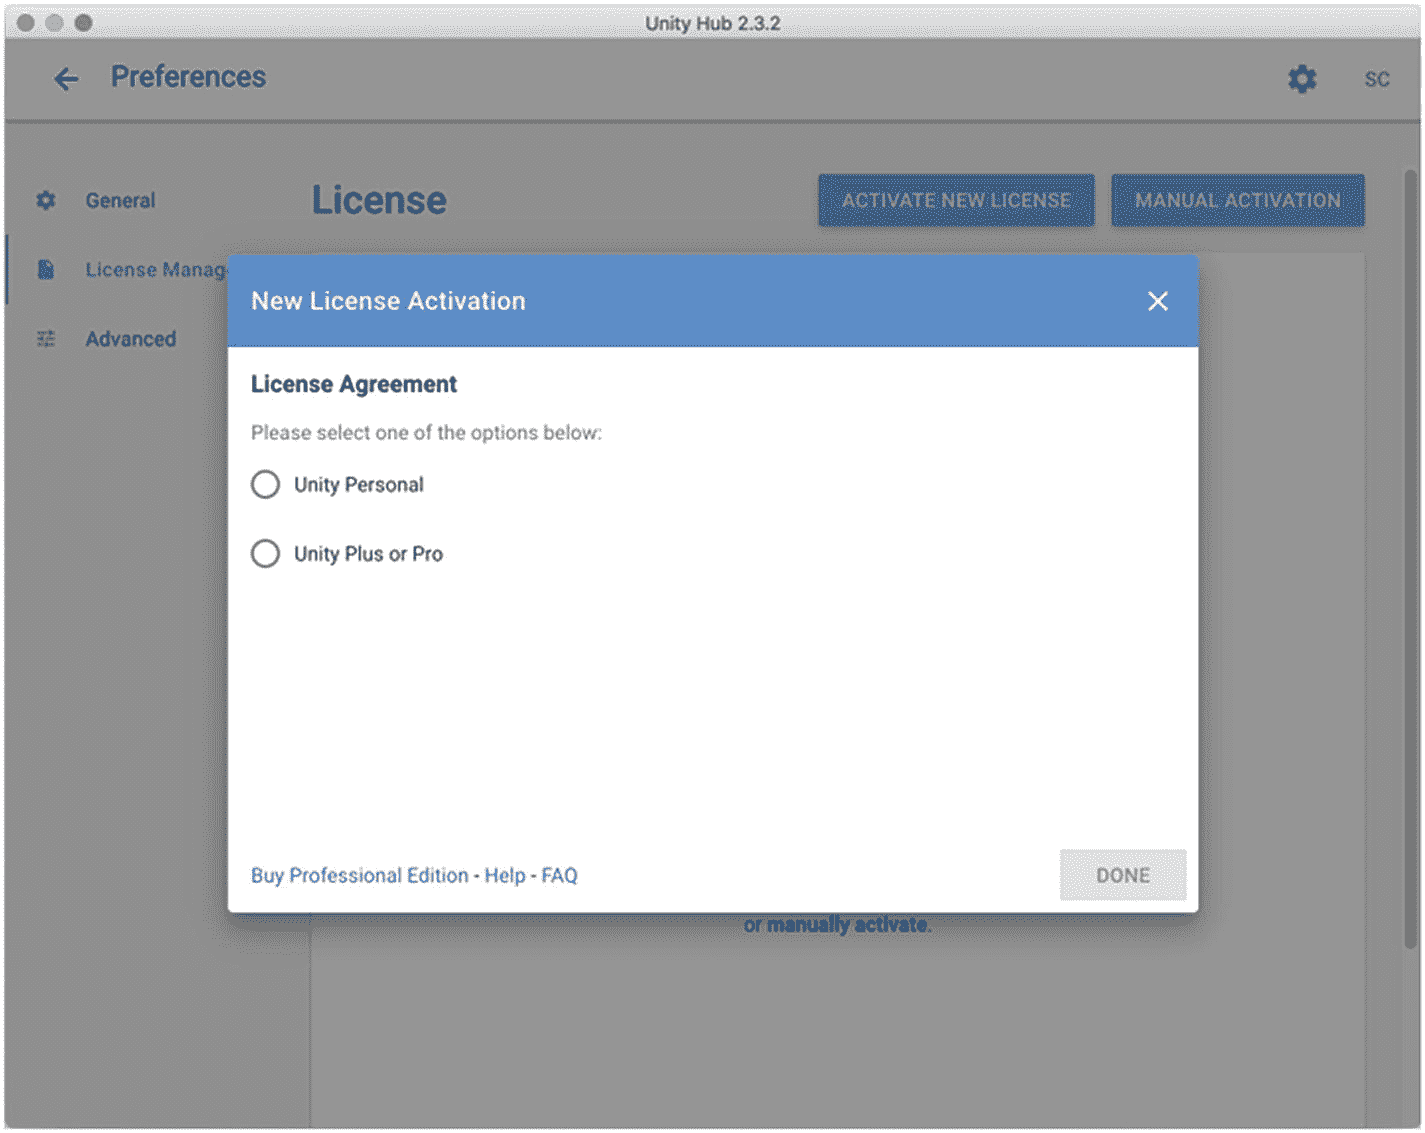 Unity Hub 2.3.2
Preferences
SC
General
License
ACTIVATE NEW LICENSE
MANUAL ACTIVATION
License Manag
New License Activation
Advanced
License Agreement
Please select one of the options below:
Unity Personal
Unity Plus or Pro
Buy Professional Edition - Help - FAQ
DONE
or manually activate.